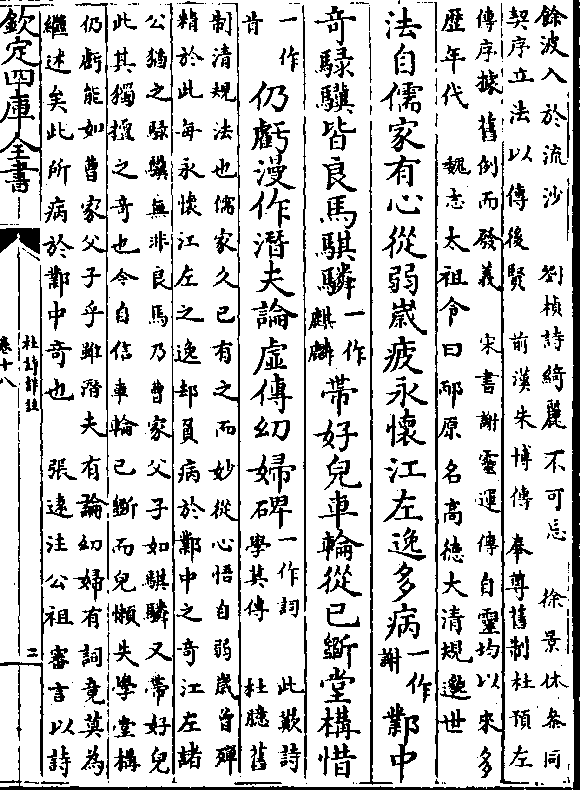 餘波入於流沙　劉楨詩綺麗不可忘　徐景休叅同
契序立法以傳後賢　前漢朱博傳奉尊舊制杜預左
傳序據舊例而發義　宋書謝靈運傳自靈均以來多
歷年代　魏志太祖令曰邴原名高徳大清規邈世
法自儒家有心從弱嵗疲永懷江左逸多病一作謝鄴中
奇騄驥皆良馬騏驎一作麒麟帶好兒車輪徒已斵堂構惜
一作肯仍虧漫作潛夫論虚傳幼婦碑一作詞學其傳　此歎詩杜臆舊
制清規法也儒家久已有之而妙從心悟自弱嵗曾殫
精於此每永懷江左之逸却負病於鄴中之奇江左諸
公猶之騄驥無非良馬乃曹家父子如騏驎又帶好兒
此其獨擅之奇也今自信車輪已斵而兒懶失學堂構
仍虧能如曹家父子乎雖潛夫有論幼婦有詞竟莫為
繼述矣此所病於鄴中奇也　張遠注公祖審言以詩
欽定四庫全書
杜詩詳註
卷十八
二